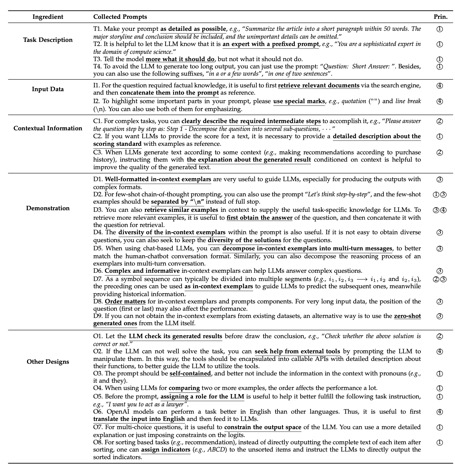 Ingredient Collected Prompts Prin.
Task Description
T1. Make your prompt as detailed as possible, e.g., "Summarize the article into a short paragraph within 50 words. The ①
major storyline and conclusion should be included, and the unimportant details can be omitted."
T2. It is helpful to let the LLM know that it is an expert with a prefixed prompt, e.g., "You are a sophisticated expert in ①
the domain of compute science."
T3. Tell the model more what it should do, but not what it should not do. ①
T4. To avoid the LLM to generate too long output, you can just use the prompt: "Question: Short Answer: ". Besides, ①
you can also use the following suffixes, "in a or a few words", "in one of two sentences".
Input Data
I1. For the question required factual knowledge, it is useful to first retrieve relevant documents via the search engine, ④
and then concatenate them into the prompt as reference.
I2. To highlight some important parts in your prompt, please use special marks, e.g., quotation ("") and line break ④
(\n). You can also use both of them for emphasizing.
Contextual Information
C1. For complex tasks, you can clearly describe the required intermediate steps to accomplish it, e.g., "Please answer ②
the question step by step as: Step 1 - Decompose the question into several sub-questions, · · ·"
C2. If you want LLMs to provide the score for a text, it is necessary to provide a detailed description about the ①
scoring standard with examples as reference.
C3. When LLMs generate text according to some context (e.g., making recommendations according to purchase ②
history), instructing them with the explanation about the generated result conditioned on context is helpful to
improve the quality of the generated text.
Demonstration
D1. Well-formatted in-context exemplars are very useful to guide LLMs, especially for producing the outputs with ③
complex formats.
D2. For few-shot chain-of-thought prompting, you can also use the prompt "Let's think step-by-step", and the few-shot ①③
examples should be separated by "\n" instead of full stop.
D3. You can also retrieve similar examples in context to supply the useful task-specific knowledge for LLMs. To ③④
retrieve more relevant examples, it is useful to first obtain the answer of the question, and then concatenate it with
the question for retrieval.
D4. The diversity of the in-context exemplars within the prompt is also useful. If it is not easy to obtain diverse ③
questions, you can also seek to keep the diversity of the solutions for the questions.
D5. When using chat-based LLMs, you can decompose in-context exemplars into multi-turn messages, to better ③
match the human-chatbot conversation format. Similarly, you can also decompose the reasoning process of an
exemplars into multi-turn conversation.
D6. Complex and informative in-context exemplars can help LLMs answer complex questions. ③
D7. As a symbol sequence can typically be divided into multiple segments (e.g., i₁, i₂, i₃ ⟶ i₁, i₂ and i₂, i₃), ②③
the preceding ones can be used as in-context exemplars to guide LLMs to predict the subsequent ones, meanwhile
providing historical information.
D8. Order matters for in-context exemplars and prompts components. For very long input data, the position of the ③
question (first or last) may also affect the performance.
D9. If you can not obtain the in-context exemplars from existing datasets, an alternative way is to use the zero-shot ③
generated ones from the LLM itself.
Other Designs
O1. Let the LLM check its generated results before draw the conclusion, e.g., "Check whether the above solution is ②
correct or not."
O2. If the LLM can not well solve the task, you can seek help from external tools by prompting the LLM to ④
manipulate them. In this way, the tools should be encapsulated into callable APIs with detailed description about
their functions, to better guide the LLM to utilize the tools.
O3. The prompt should be self-contained, and better not include the information in the context with pronouns (e.g., ①
it and they).
O4. When using LLMs for comparing two or more examples, the order affects the performance a lot. ①
O5. Before the prompt, assigning a role for the LLM is useful to help it better fulfill the following task instruction, ①
e.g., "I want you to act as a lawyer".
O6. OpenAI models can perform a task better in English than other languages. Thus, it is useful to first ④
translate the input into English and then feed it to LLMs.
O7. For multi-choice questions, it is useful to constrain the output space of the LLM. You can use a more ①
detailed explanation or just imposing constraints on the logits.
O8. For sorting based tasks (e.g., recommendation), instead of directly outputting the complete text of each item after ①
sorting, one can assign indicators (e.g., ABCD) to the unsorted items and instruct the LLMs to directly output the
sorted indicators.